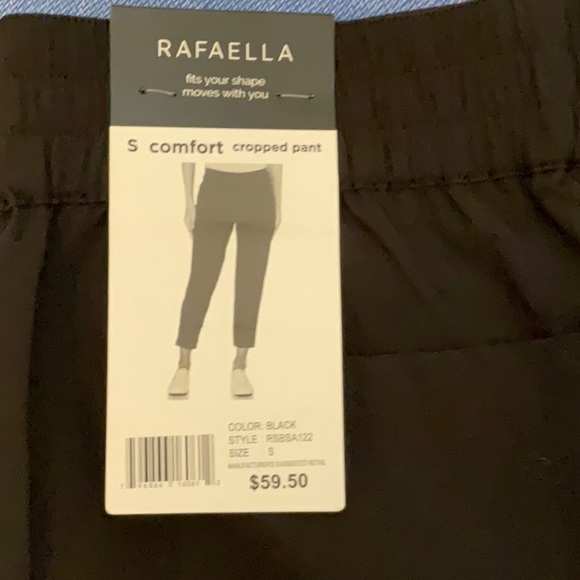 RAFAELLA
fits your shape
moves with you
S comfort cropped pant
COLOR: BLACK
STYLE : RSBSA122
SIZE S
MANUFACTURER'S SUGGESTED RETAIL
$59.50